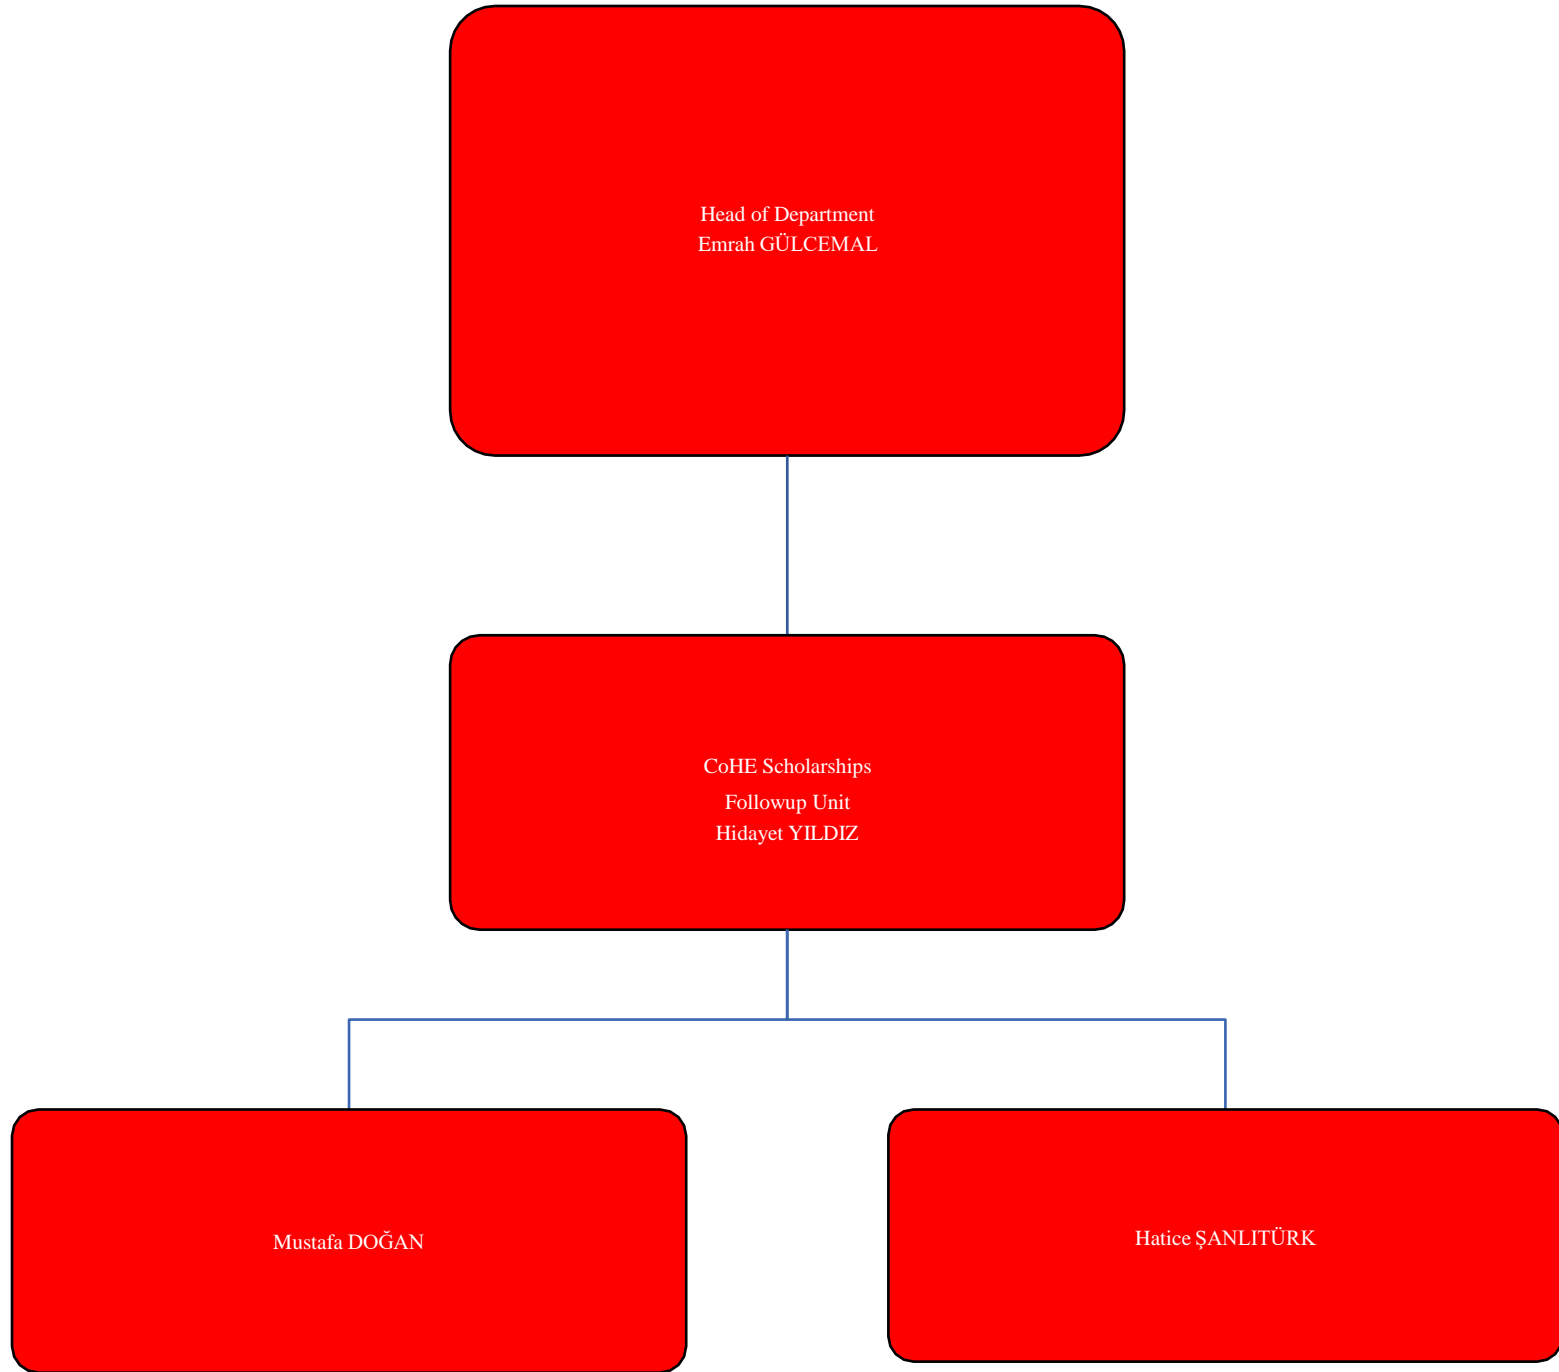 Head of Department
Emrah GÜLCEMAL
CoHE Scholarships
Followup Unit
Hidayet YILDIZ
Mustafa DOĞAN
Hatice ŞANLITÜRK